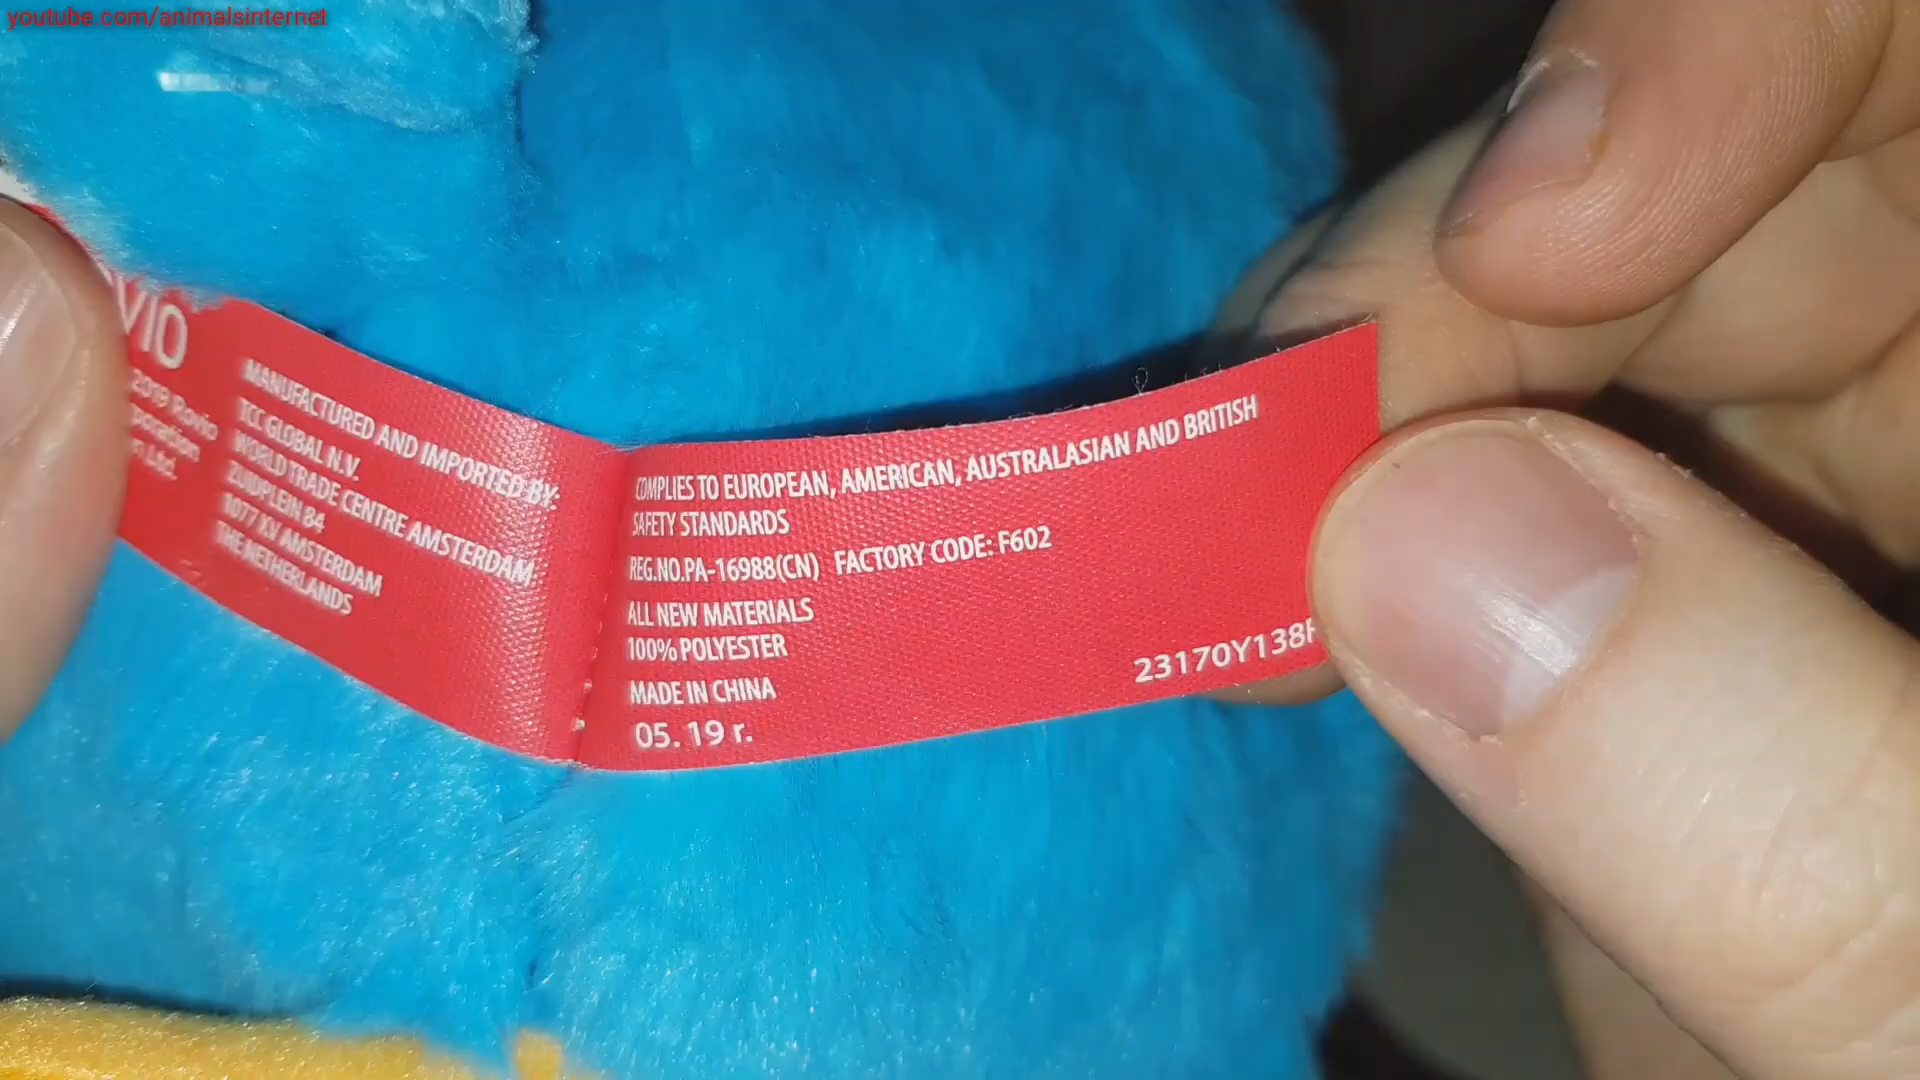 youtube.com/animalsinternet
VIO
2019 Rovio
Ltd.
MANUFACTURED AND IMPORTED BY:
ICC GLOBAL N.V.
WORLD TRADE CENTRE AMSTERDAM
ZUIDPLEIN 84
1077 XV AMSTERDAM
THE NETHERLANDS
COMPLIES TO EUROPEAN, AMERICAN, AUSTRALASIAN AND BRITISH
SAFETY STANDARDS
REG.NO.PA-16988(CN) FACTORY CODE: F602
ALL NEW MATERIALS
100% POLYESTER
MADE IN CHINA
05.19 r.
23170Y138